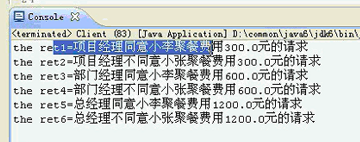 Console
<terminated> Client (83) [Java Application] D:\common\java6\jdk6\bin\
the ret1=项目经理同意小李聚餐费用300.0元的请求
the ret2=项目经理不同意小张聚餐费用300.0元的请求
the ret3=部门经理同意小李聚餐费用600.0元的请求
the ret4=部门经理不同意小张聚餐费用600.0元的请求
the ret5=总经理同意小李聚餐费用1200.0元的请求
the ret6=总经理不同意小张聚餐费用1200.0元的请求